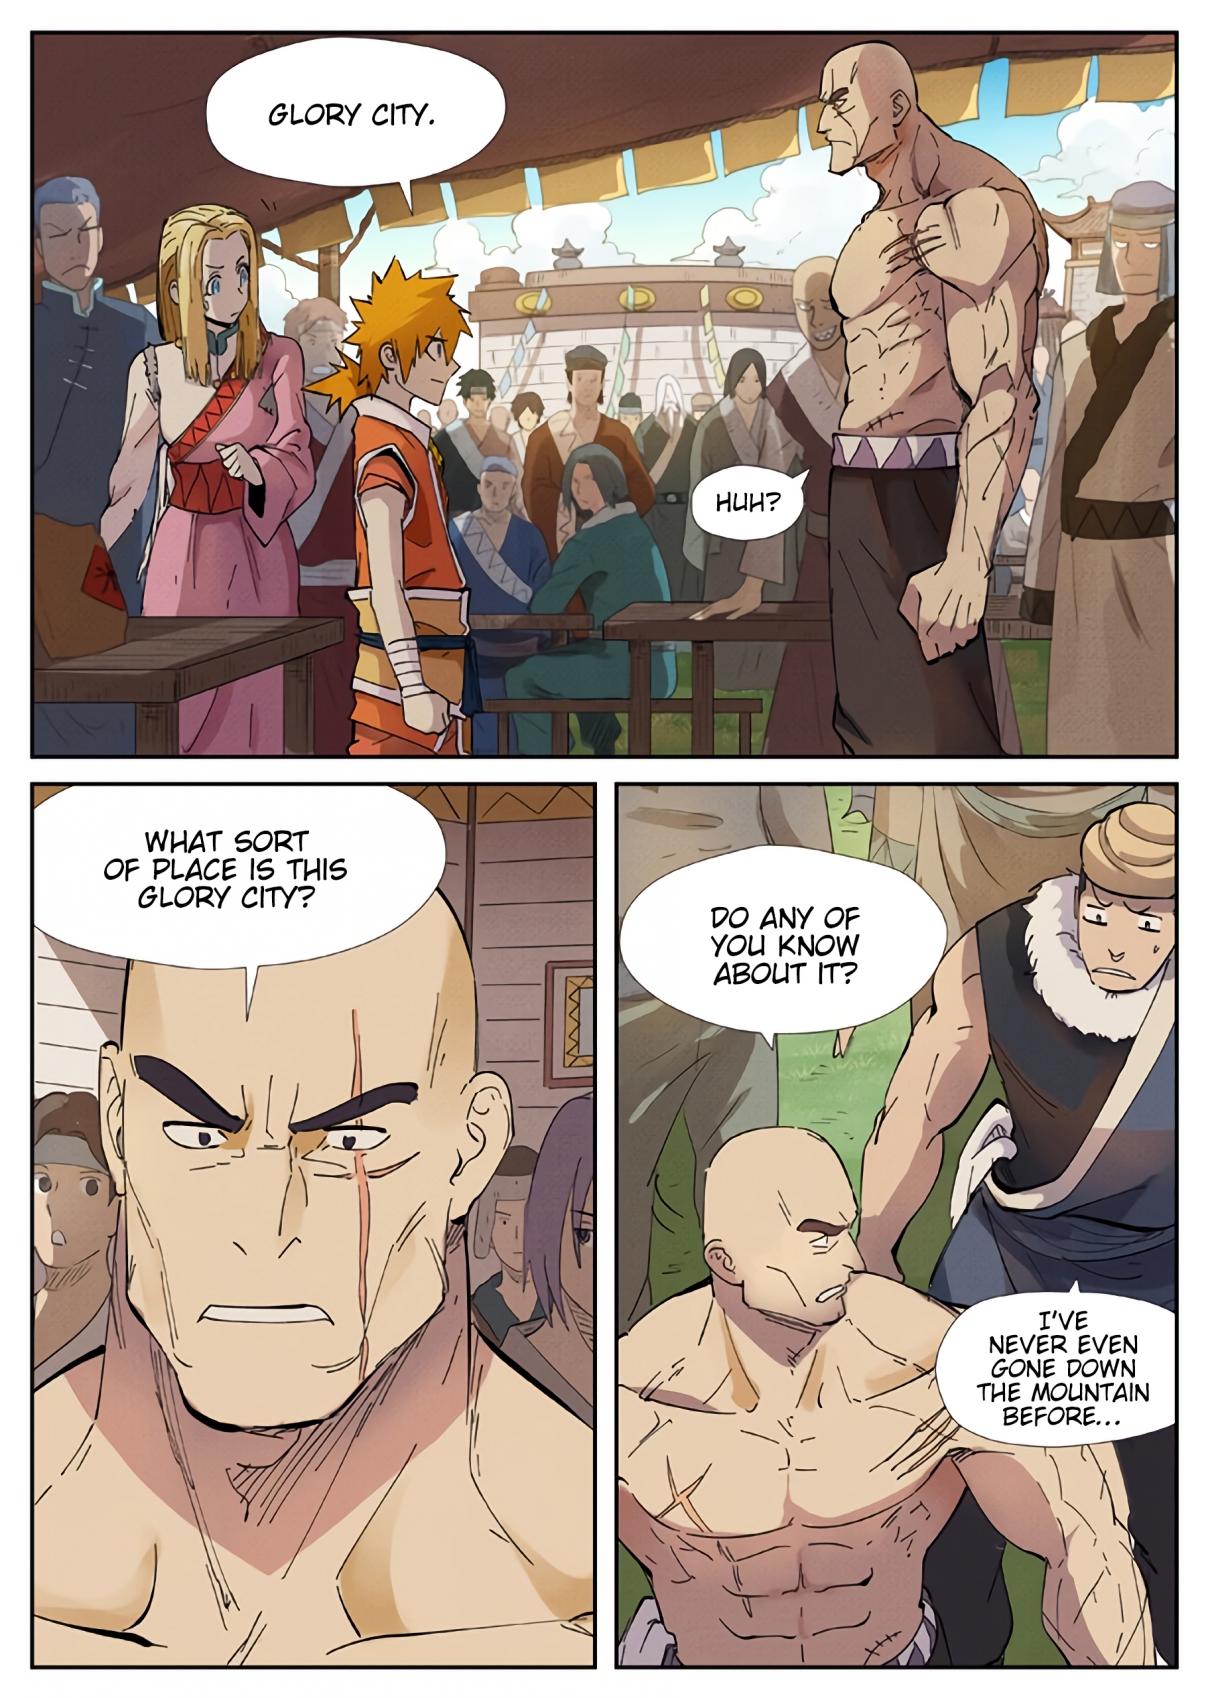 GLORY CITY.
HUH?
WHAT SORT
OF PLACE IS THIS
GLORY CITY?
DO ANY OF
YOU KNOW
ABOUT IT?
I'VE
NEVER EVEN
GONE DOWN
THE MOUNTAIN
BEFORE...